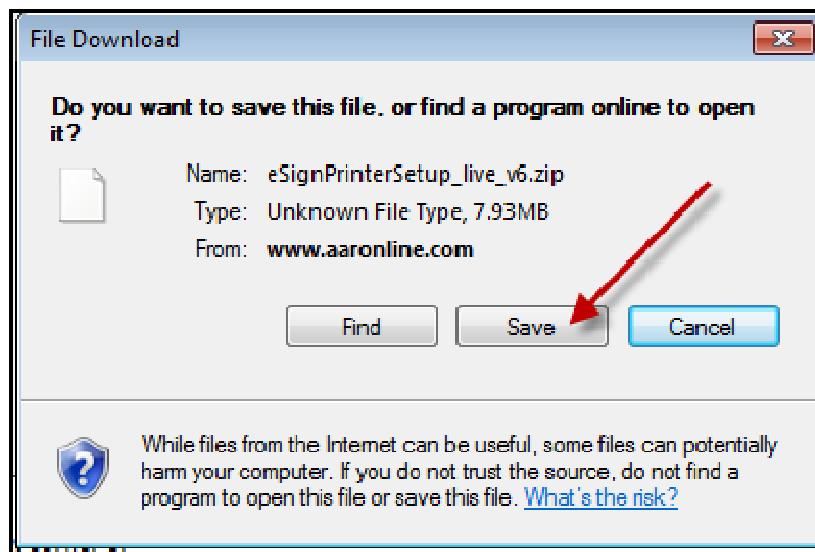 File Download
Do you want to save this file, or find a program online to open
it?
Name: eSignPrinterSetup_live_v6.zip
Type: Unknown File Type, 7.93MB
From: www.aaronline.com
Find Save Cancel
While files from the Internet can be useful, some files can potentially
harm your computer. If you do not trust the source, do not find a
program to open this file or save this file. What's the risk?